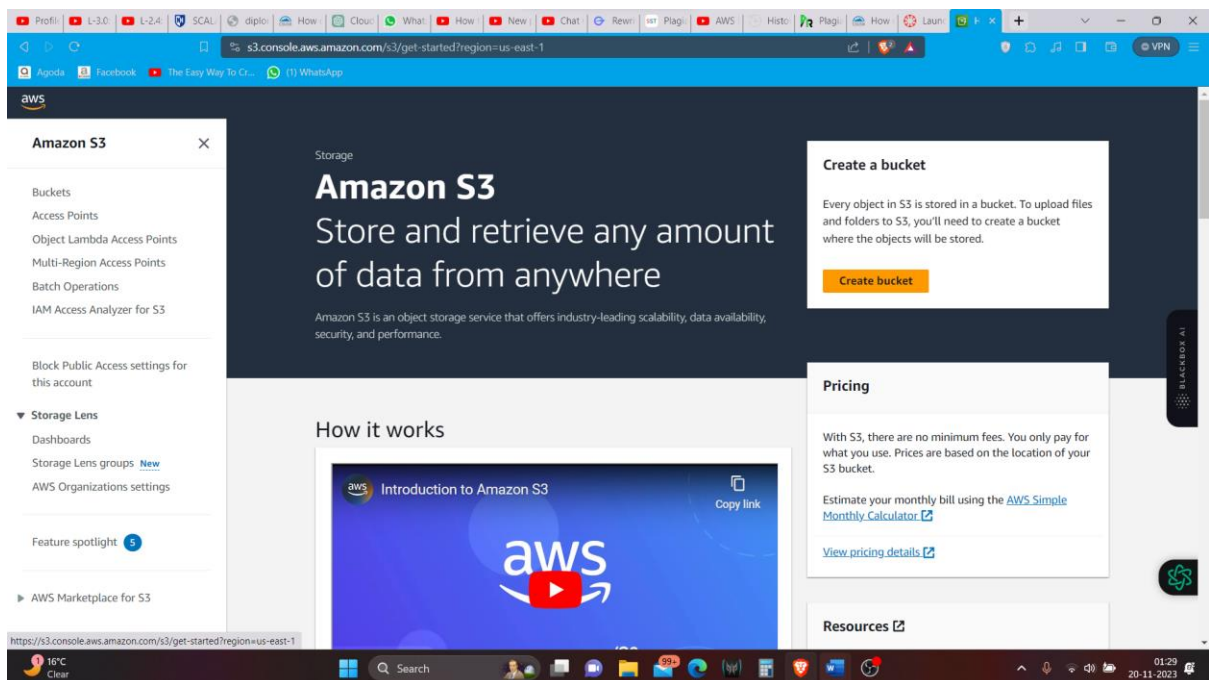 Profil
L-3.0:
L-2.4:
SCAL
diplo
How
Clouc
What
How
New
Chat
Rewri
Plagi
AWS
Histo
Plagi
How
Laun
s3.console.aws.amazon.com/s3/get-started?region=us-east-1
VPN
Agoda
Facebook
The Easy Way To Cr...
(1) WhatsApp
aws
Amazon S3
Buckets
Access Points
Object Lambda Access Points
Multi-Region Access Points
Batch Operations
IAM Access Analyzer for S3
Block Public Access settings for
this account
Storage Lens
Dashboards
Storage Lens groups New
AWS Organizations settings
Feature spotlight 5
AWS Marketplace for S3
https://s3.console.aws.amazon.com/s3/get-started?region=us-east-1
Storage
Amazon S3
Store and retrieve any amount
of data from anywhere
Amazon S3 is an object storage service that offers industry-leading scalability, data availability,
security, and performance.
How it works
aws
Introduction to Amazon S3
Copy link
aws
Create a bucket
Every object in S3 is stored in a bucket. To upload files
and folders to S3, you'll need to create a bucket
where the objects will be stored.
Create bucket
Pricing
With S3, there are no minimum fees. You only pay for
what you use. Prices are based on the location of your
S3 bucket.
Estimate your monthly bill using the AWS Simple
Monthly Calculator
View pricing details
Resources
BLACKBOX AI
1
16°C
Clear
Search
99+
01:29
20-11-2023